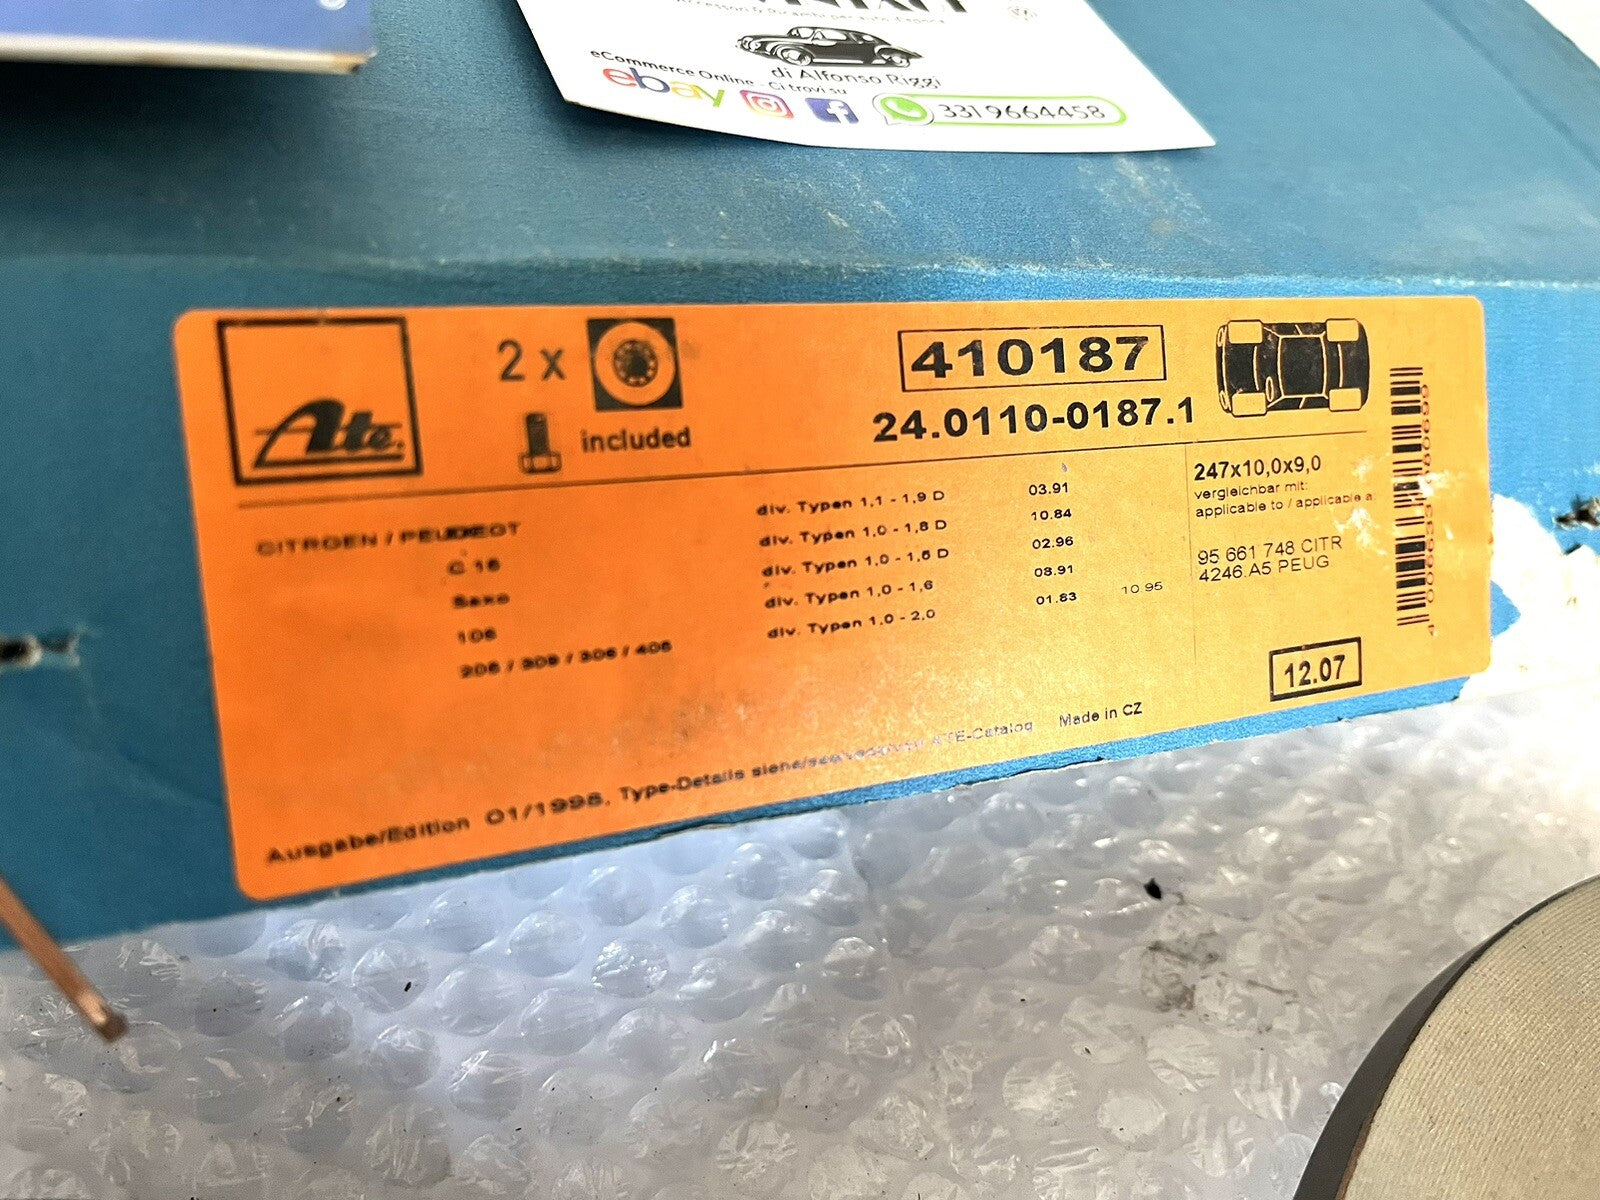 di Alfonso Riggi
eCommerce Online - Ci trovi su
ebay
3319664458
Ate
2 x
included
410187
24.0110-0187.1
CITROEN / PEUGEOT
C 15
Saxo
106
205 / 309 / 306 / 405
div. Typen 1,1 - 1,9 D
div. Typen 1,0 - 1,8 D
div. Typen 1,0 - 1,5 D
div. Typen 1,0 - 1,6
div. Typen 1,0 - 2,0
03.91
10.84
02.96
08.91
01.83 10.95
247x10,0x9,0
vergleichbar mit:
applicable to / applicable a:
95 661 748 CITR
4246.A5 PEUG
12.07
Made in CZ
Ausgabe/Edition 01/1998, Type-Details siehe/see ATE-Catalog